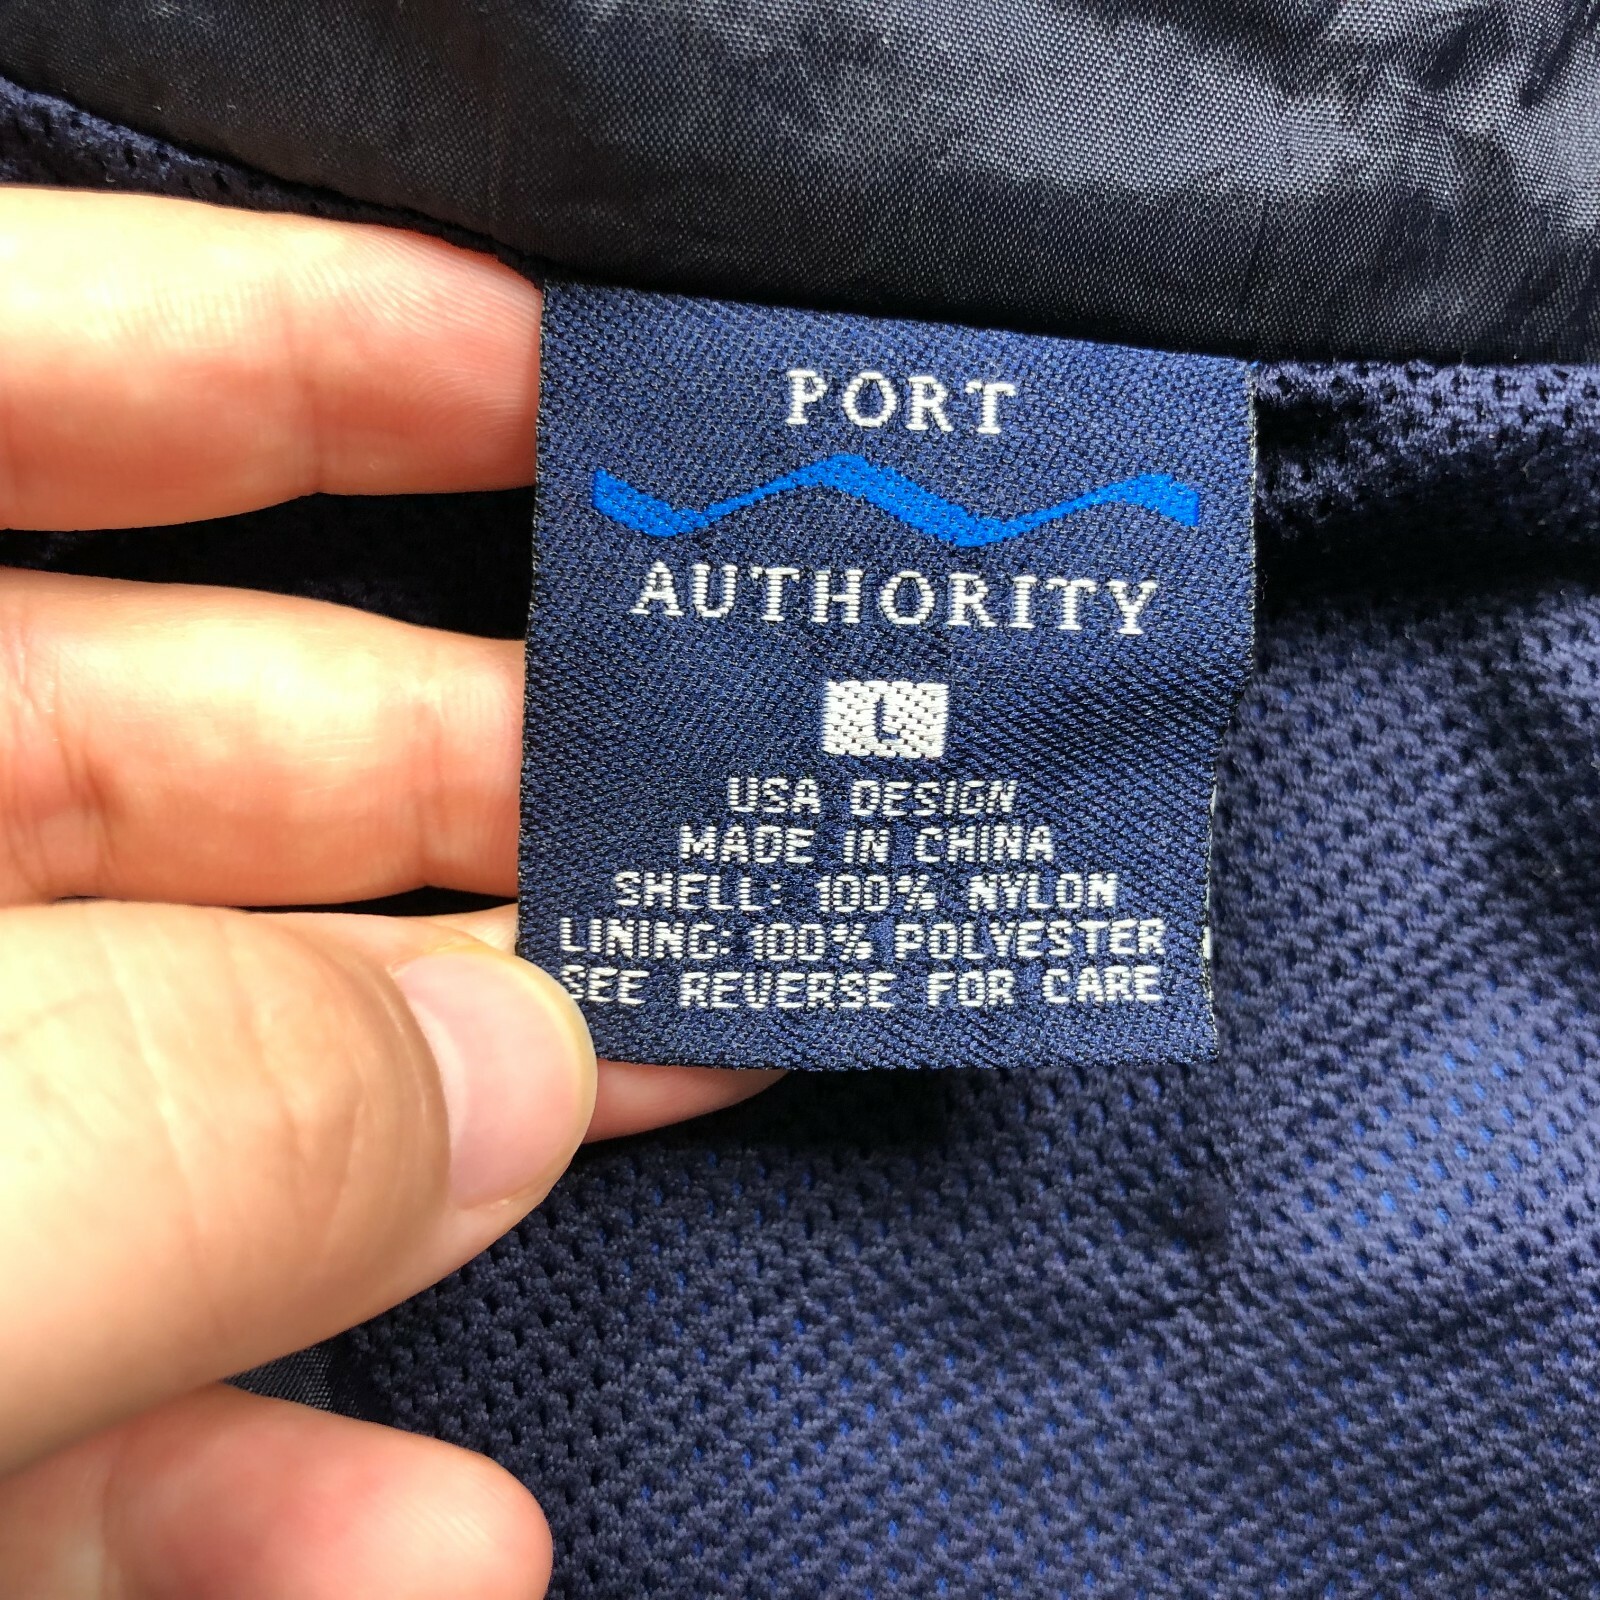 PORT
AUTHORITY
L
USA DESIGN
MADE IN CHINA
SHELL: 100% NYLON
LINING: 100% POLYESTER
SEE REVERSE FOR CARE